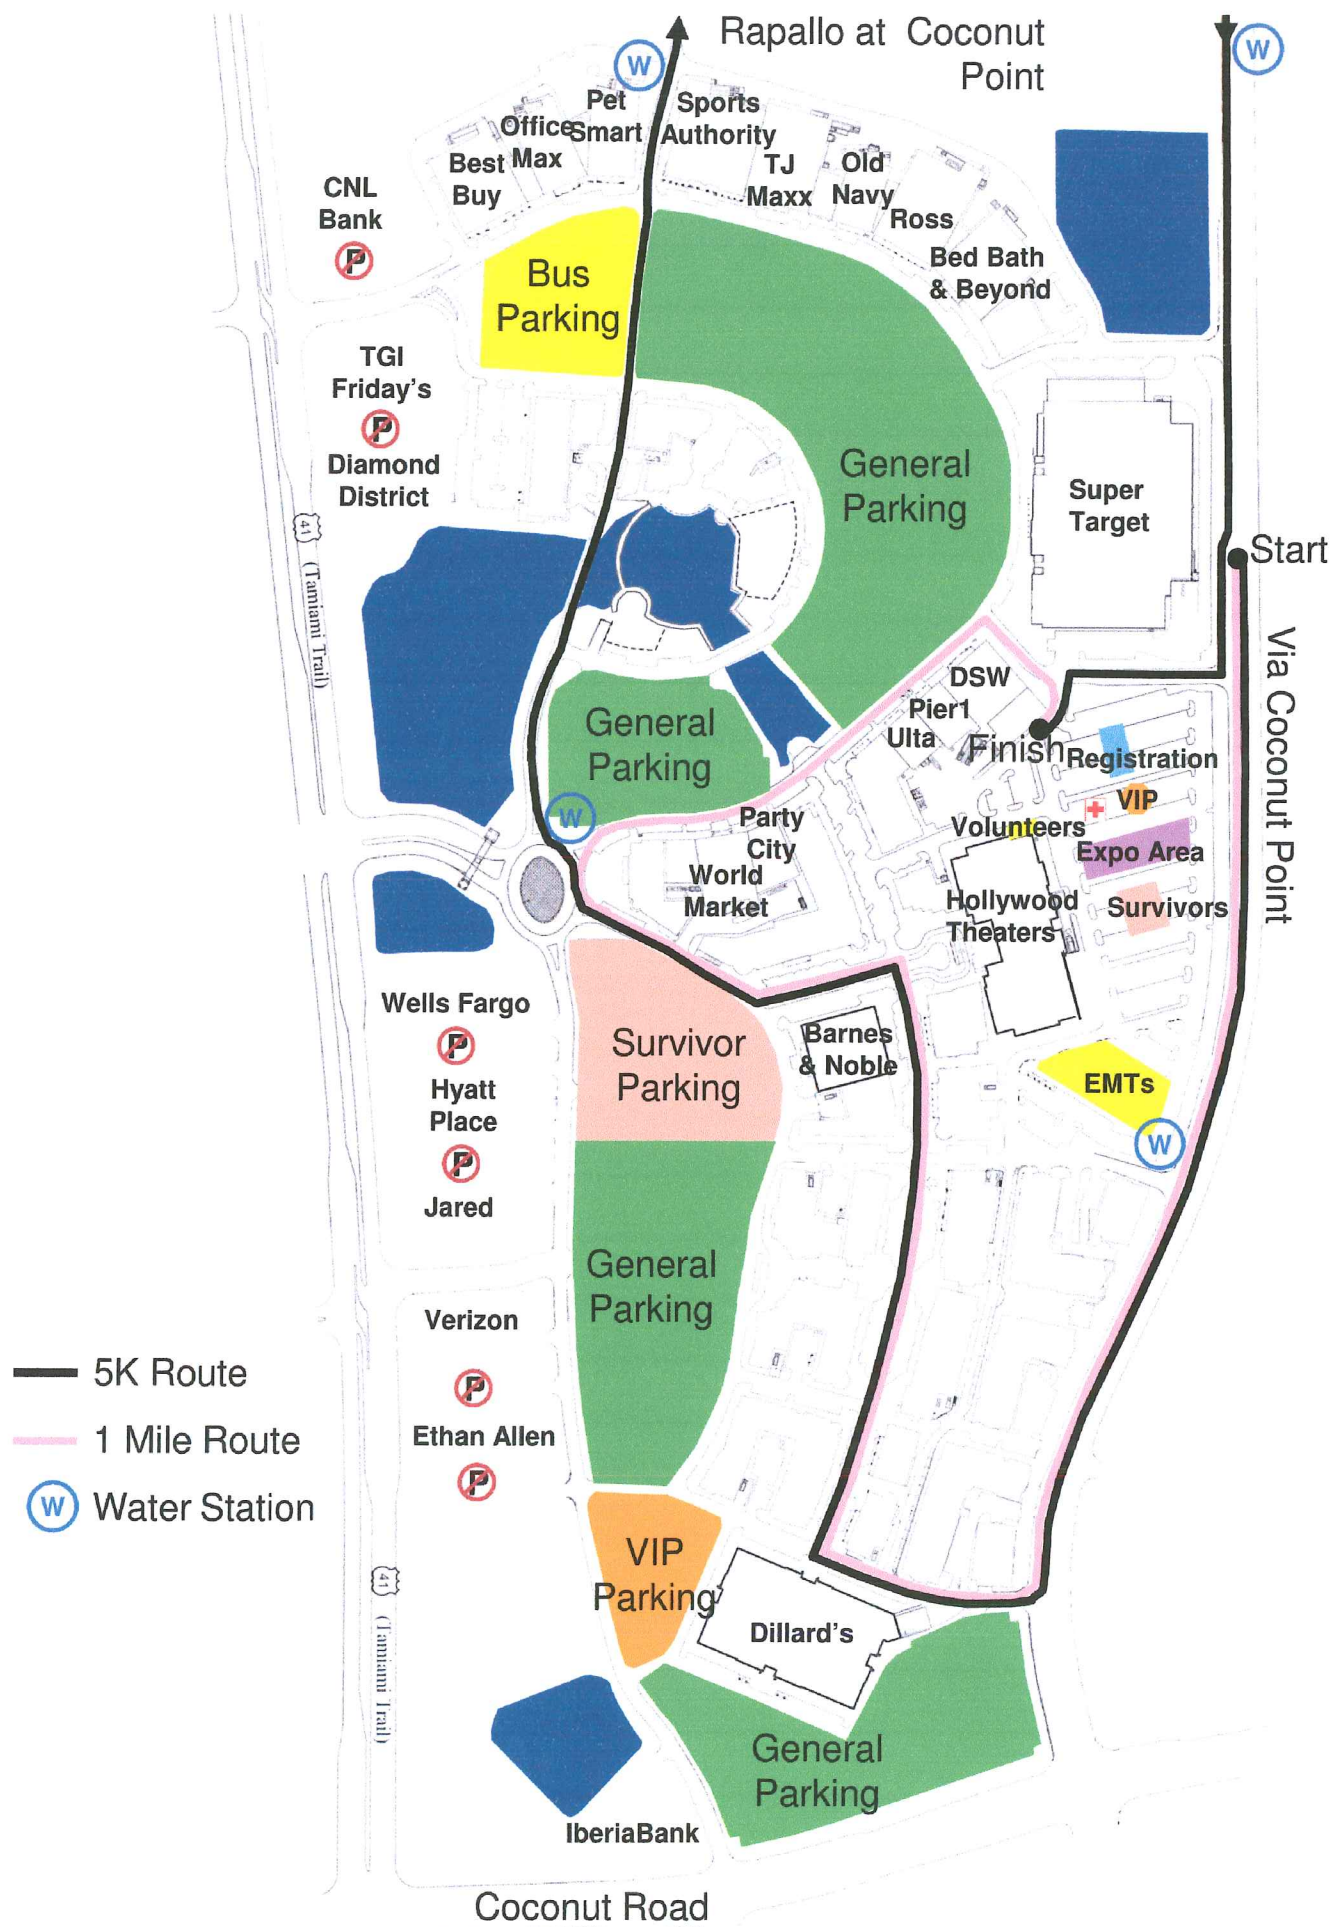 Rapallo at Coconut
Point
W
W
Pet
Smart
Sports
Authority
Office
Max
Best
Buy
TJ
Maxx
Old
Navy
Ross
Bed Bath
& Beyond
CNL
Bank
P
Bus
Parking
TGI
Friday's
P
Diamond
District
General
Parking
Super
Target
41
(Tamiami Trail)
Start
Via Coconut Point
DSW
Pier1
Ulta
Finish
Registration
General
Parking
W
VIP
Party
City
Volunteers
Expo Area
World
Market
Hollywood
Theaters
Survivors
Wells Fargo
P
Hyatt
Place
P
Jared
Survivor
Parking
Barnes
& Noble
EMTs
W
General
Parking
Verizon
P
Ethan Allen
P
5K Route
1 Mile Route
W Water Station
VIP
Parking
Dillard's
41
(Tamiami Trail)
General
Parking
IberiaBank
Coconut Road